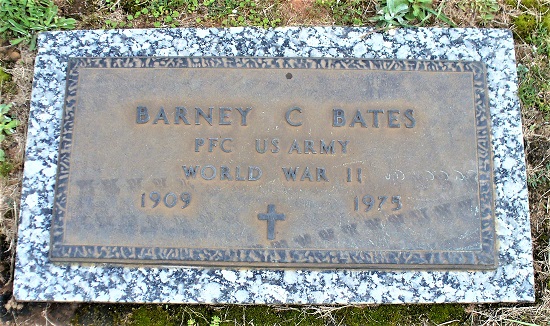 BARNEY C BATES
PFC US ARMY
WORLD WAR II
1909 1975